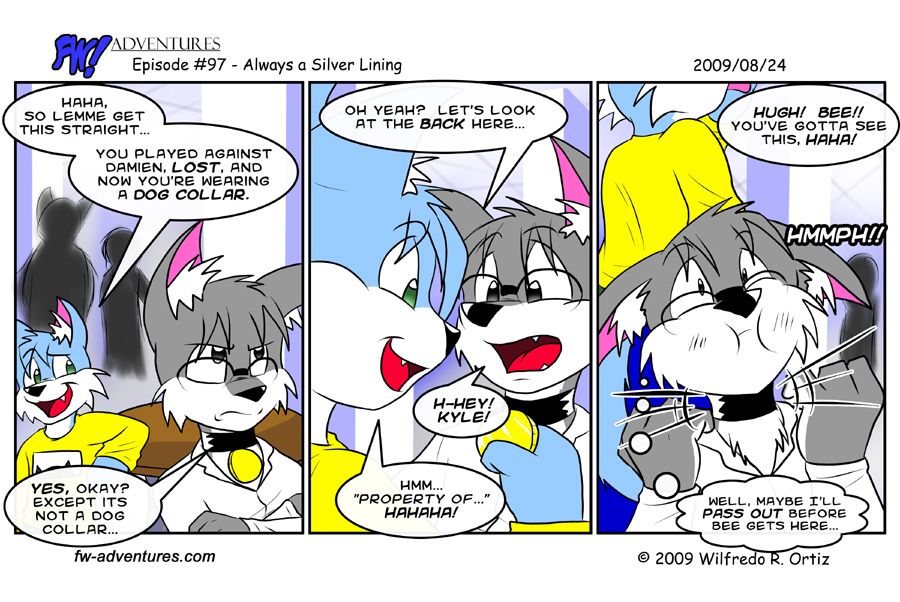 FW! ADVENTURES
Episode #97 - Always a Silver Lining 2009/08/24
HAHA,
SO LEMME GET
THIS STRAIGHT...
YOU PLAYED AGAINST
DAMIEN, LOST, AND
NOW YOU'RE WEARING
A DOG COLLAR.
YES, OKAY?
EXCEPT ITS
NOT A DOG
COLLAR...
OH YEAH? LET'S LOOK
AT THE BACK HERE...
H-HEY!
KYLE!
HMM...
"PROPERTY OF..."
HAHAHA!
HUGH! BEE!!
YOU'VE GOTTA SEE
THIS, HAHA!
HMMPH!!
WELL, MAYBE I'LL
PASS OUT BEFORE
BEE GETS HERE...
fw-adventures.com
© 2009 Wilfredo R. Ortiz